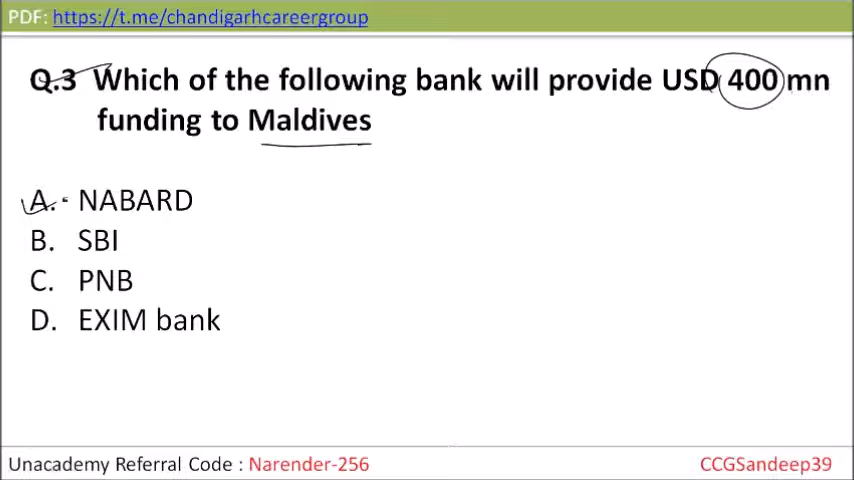 PDF: https://t.me/chandigarhcareergroup
Q.3 Which of the following bank will provide USD 400 mn
funding to Maldives
A. NABARD
B. SBI
C. PNB
D. EXIM bank
Unacademy Referral Code : Narender-256
CCGSandeep39